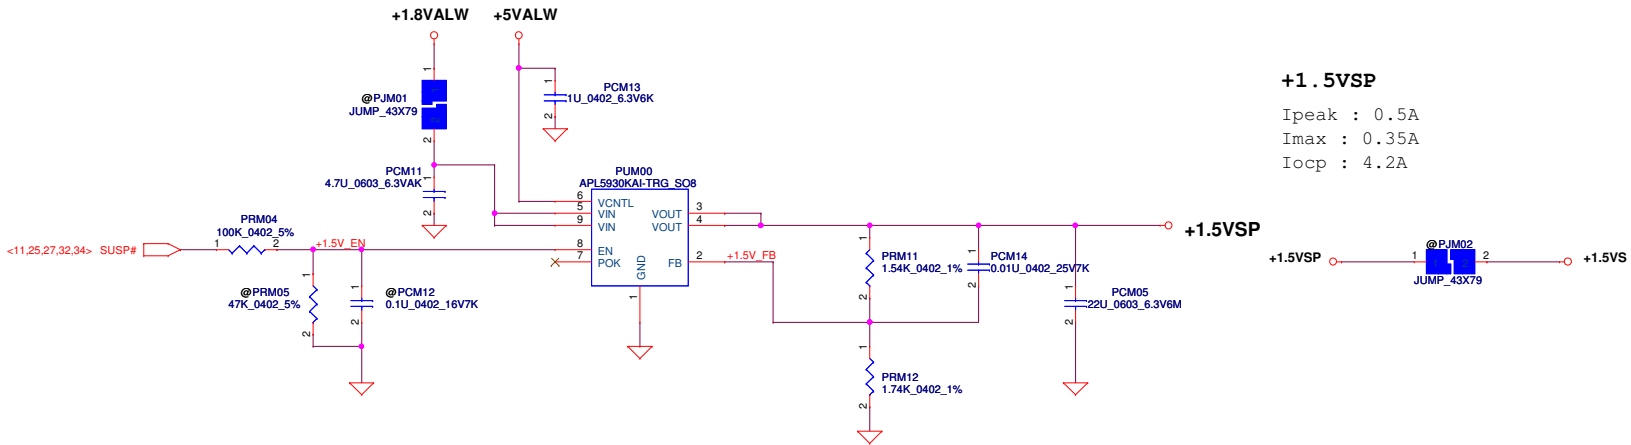 +1.8VALW
+5VALW
1
@PJM01
JUMP_43X79
1
2
2
1
PCM13
1U_0402_6.3V6K
2
+1.5VSP
Ipeak : 0.5A
Imax : 0.35A
Iocp : 4.2A
PCM11
4.7U_0603_6.3VAK
1
2
PUM00
APL5930KAI-TRG_SO8
6
VCNTL
5
VIN
9
VIN
8
EN
7
POK
GND
1
VOUT
3
VOUT
4
FB
2
<11,25,27,32,34> SUSP#
PRM04
100K_0402_5%
1
2
+1.5V_EN
@PRM05
47K_0402_5%
1
2
@PCM12
0.1U_0402_16V7K
1
2
+1.5V_FB
PRM11
1.54K_0402_1%
1
2
PCM14
0.01U_0402_25V7K
1
2
PCM05
22U_0603_6.3V6M
1
2
PRM12
1.74K_0402_1%
1
2
+1.5VSP
+1.5VSP
@PJM02
JUMP_43X79
1
1
2
2
+1.5VS